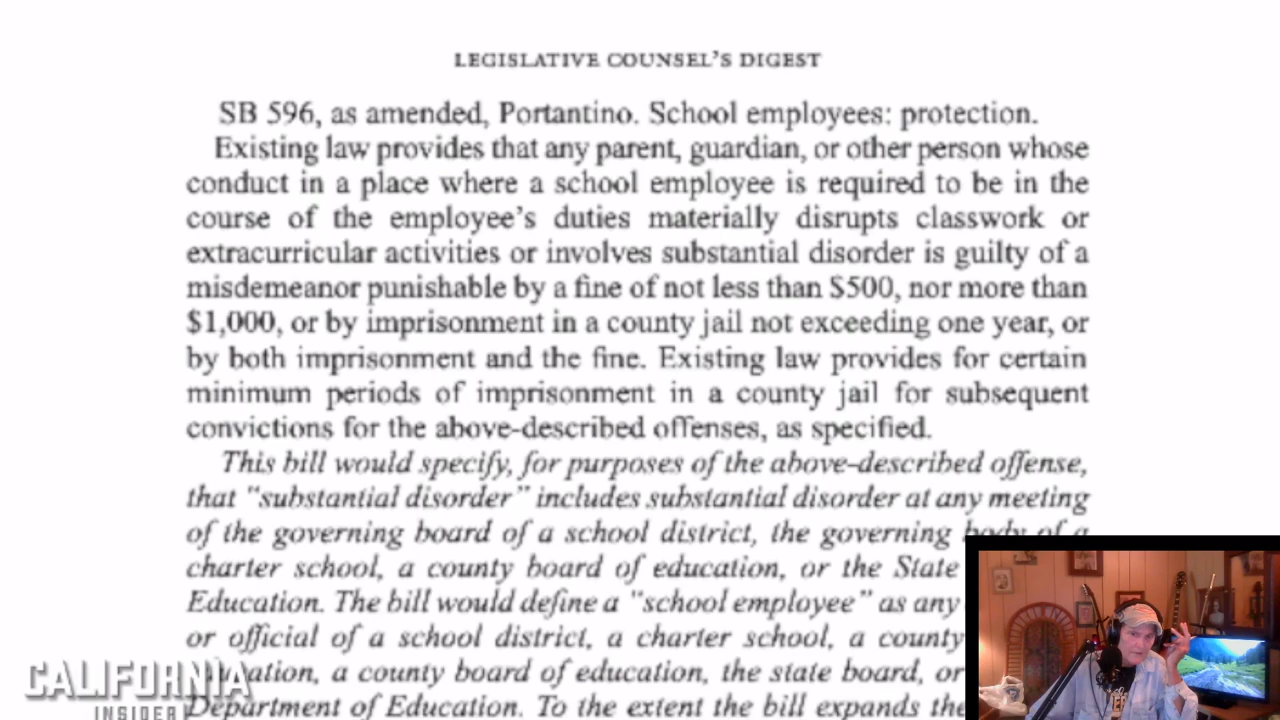 LEGISLATIVE COUNSEL'S DIGEST
SB 596, as amended, Portantino. School employees: protection.
Existing law provides that any parent, guardian, or other person whose
conduct in a place where a school employee is required to be in the
course of the employee's duties materially disrupts classwork or
extracurricular activities or involves substantial disorder is guilty of a
misdemeanor punishable by a fine of not less than $500, nor more than
$1,000, or by imprisonment in a county jail not exceeding one year, or
by both imprisonment and the fine. Existing law provides for certain
minimum periods of imprisonment in a county jail for subsequent
convictions for the above-described offenses, as specified.
This bill would specify, for purposes of the above-described offense,
that "substantial disorder" includes substantial disorder at any meeting
of the governing board of a school district, the governing body of a
charter school, a county board of education, or the State
Education. The bill would define a "school employee" as any
or official of a school district, a charter school, a county
a county board of education, the state board, or
Department of Education. To the extent the bill expands the
CALIFORNIA
INSIDER